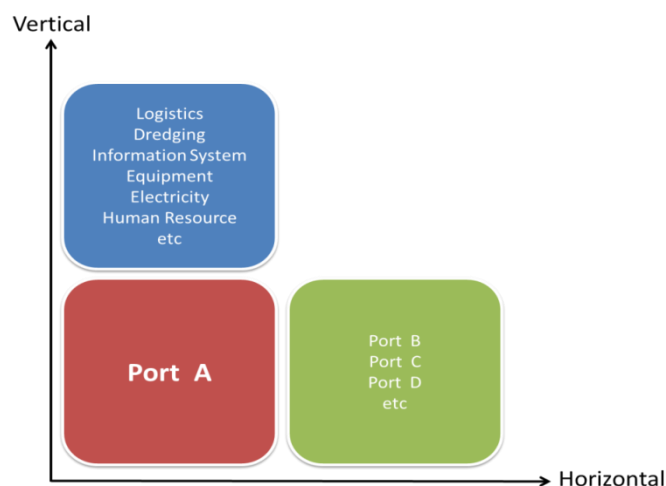 Vertical
Logistics
Dredging
Information System
Equipment
Electricity
Human Resource
etc
Port A
Port B
Port C
Port D
etc
Horizontal